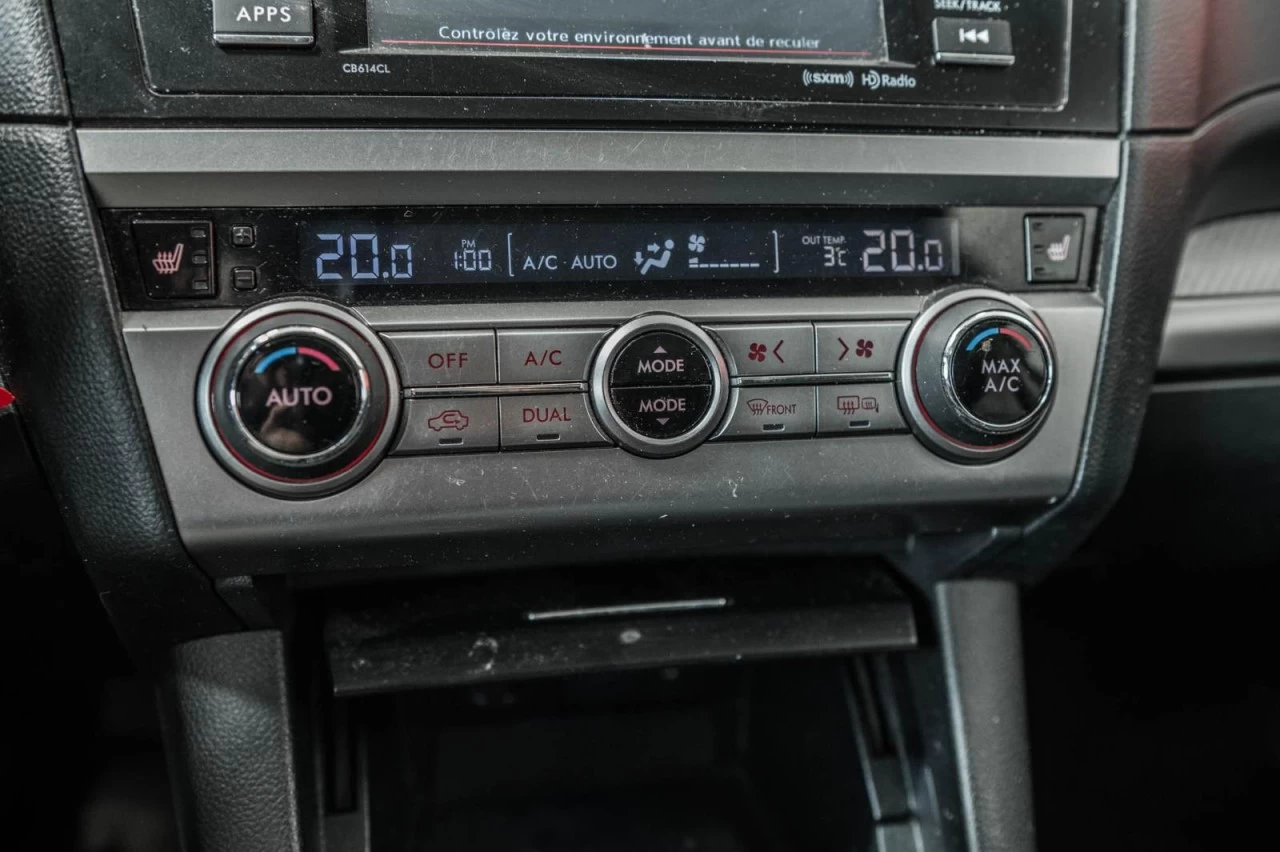 APPS
SEEK/TRACK
Contrôlez votre environnement avant de reculer
CB614CL
((sxm)) HD Radio
20.0 PM 1:00 A/C AUTO OUT TEMP. 3°C 20.0
AUTO
OFF A/C
DUAL
MODE
MODE
FRONT
MAX
A/C